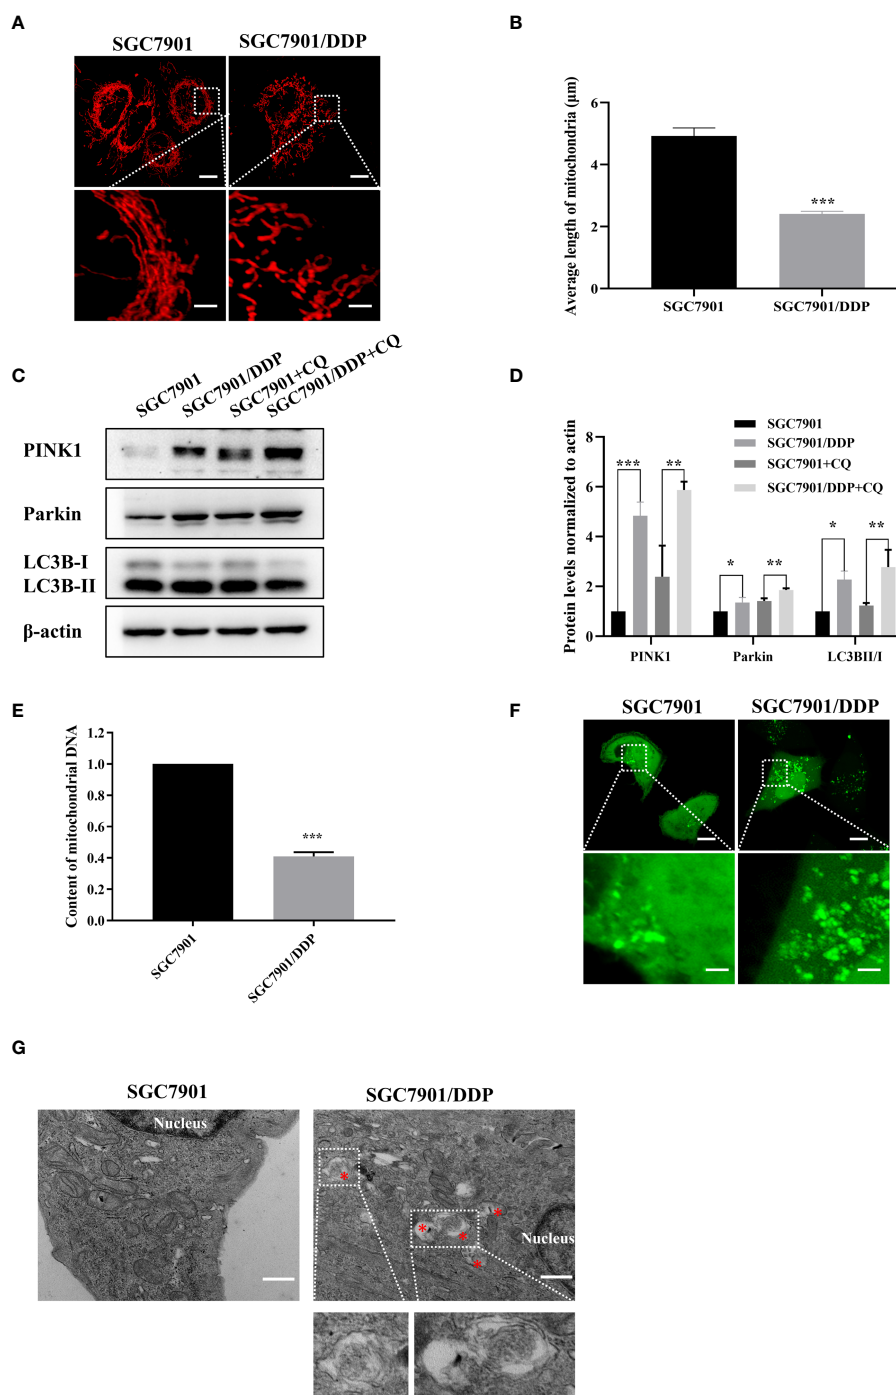 A
SGC7901
SGC7901/DDP
B
Average length of mitochondria (μm)
6
4
2
0
***
SGC7901
SGC7901/DDP
C
SGC7901
SGC7901/DDP
SGC7901+CQ
SGC7901/DDP+CQ
PINK1
Parkin
LC3B-I
LC3B-II
β-actin
D
Protein levels normalized to actin
8
6
4
2
0
SGC7901
SGC7901/DDP
SGC7901+CQ
SGC7901/DDP+CQ
***
**
*
**
*
**
PINK1
Parkin
LC3BII/I
E
Content of mitochondrial DNA
1.2
1.0
0.8
0.6
0.4
0.2
0.0
***
SGC7901
SGC7901/DDP
F
SGC7901
SGC7901/DDP
G
SGC7901
SGC7901/DDP
Nucleus
*
*
*
*
*
Nucleus